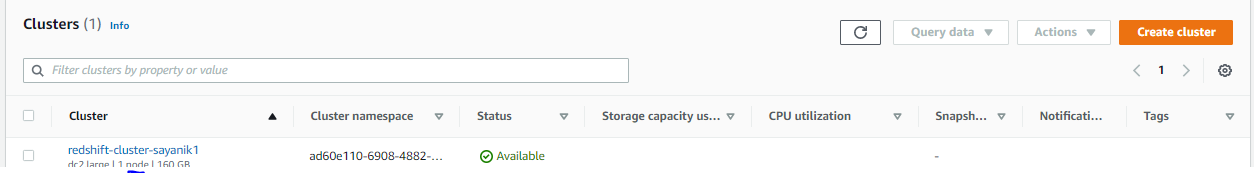 Clusters (1) Info
Query data Actions Create cluster
Filter clusters by property or value
1
Cluster Cluster namespace Status Storage capacity us... CPU utilization Snapsh... Notificati... Tags
redshift-cluster-sayanik1
ad60e110-6908-4882-... Available -
dc2.large | 1 node | 160 GB